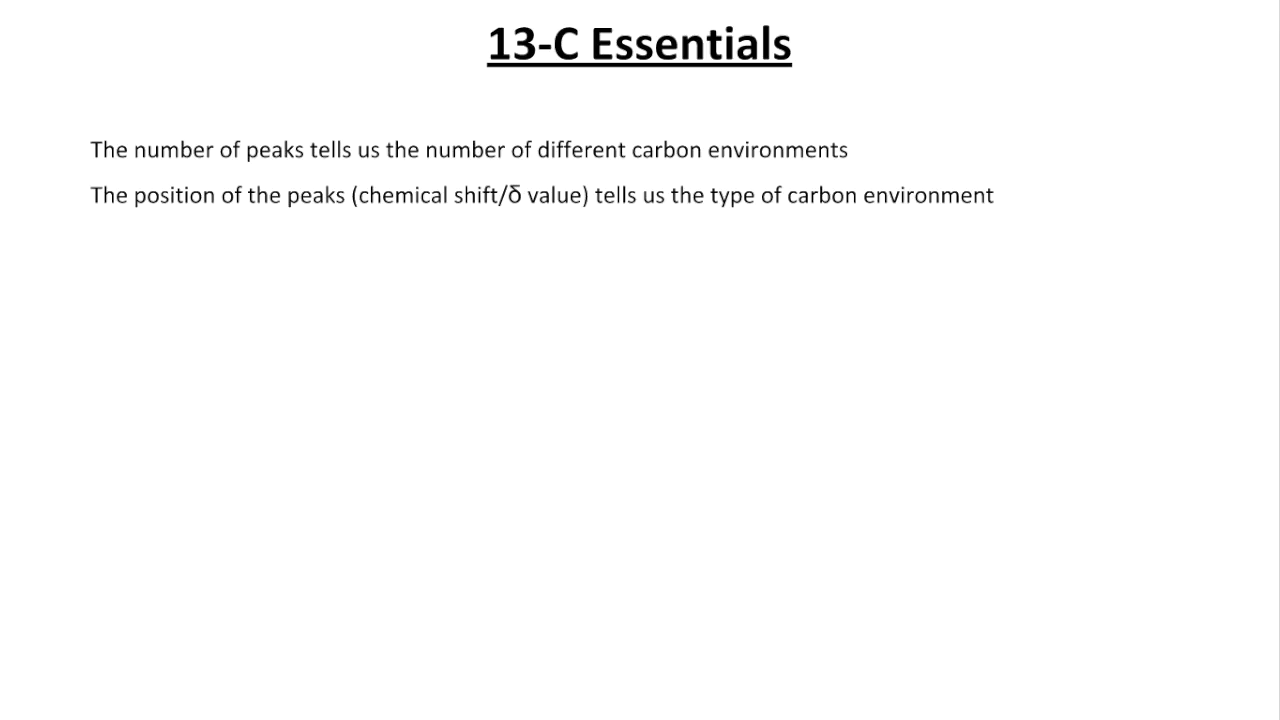 13-C Essentials
The number of peaks tells us the number of different carbon environments
The position of the peaks (chemical shift/δ value) tells us the type of carbon environment